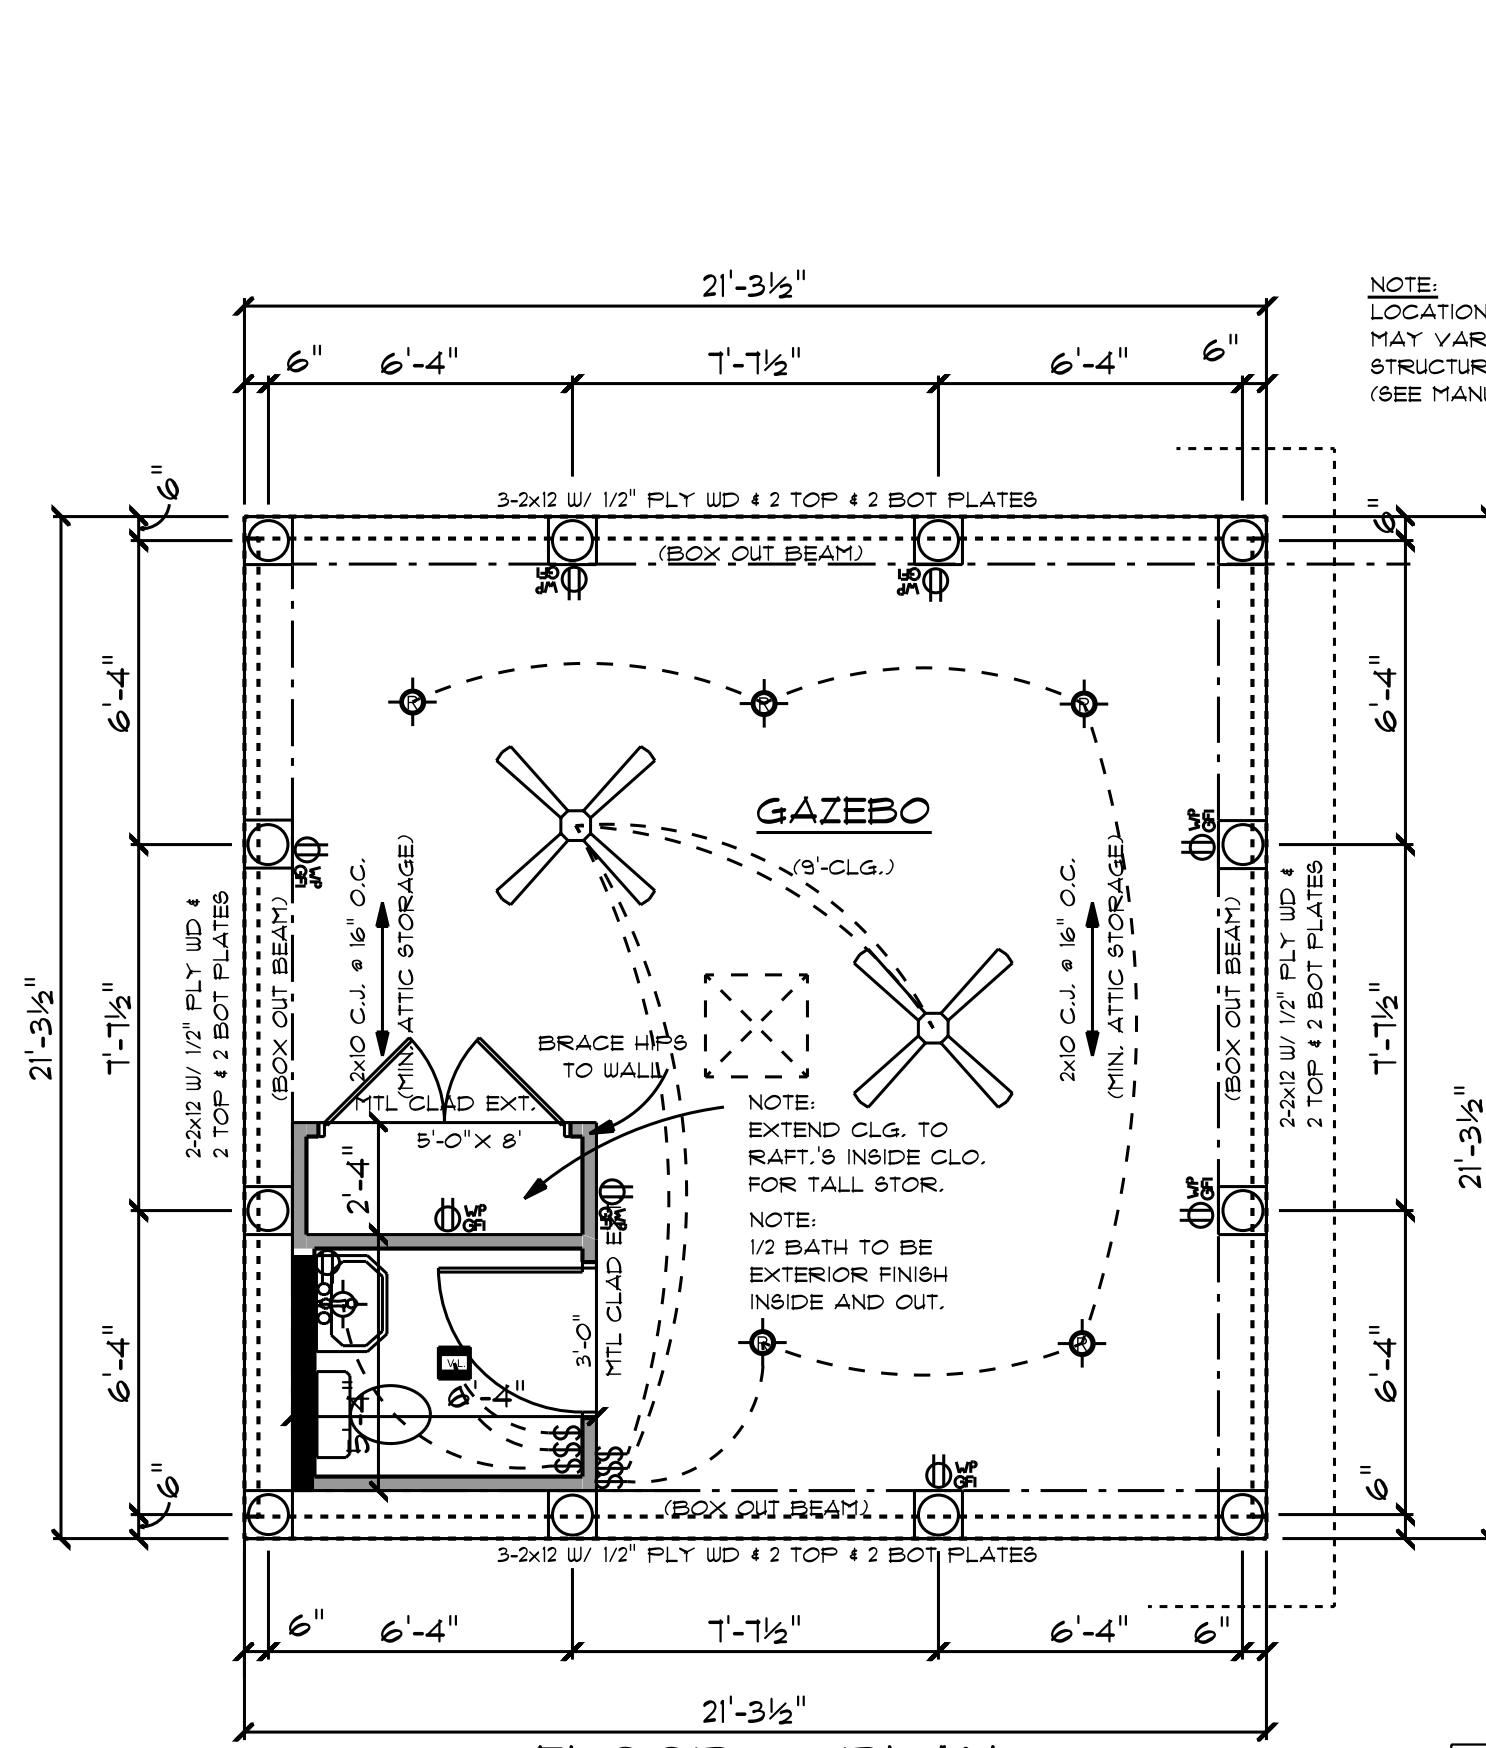 21'-3½"
6" 6'-4" 7'-7½" 6'-4" 6"
NOTE:
LOCATION
MAY VAR
STRUCTUR
(SEE MANU
3-2x12 W/ 1/2" PLY WD & 2 TOP & 2 BOT PLATES
(BOX OUT BEAM)
WP
GFI
WP
GFI
6"
6'-4"
7'-7½"
6'-4"
6"
21'-3½"
2-2x12 W/ 1/2" PLY WD &
2 TOP & 2 BOT PLATES
(BOX OUT BEAM)
WP
GFI
R
R
R
GAZEBO
(9'-CLG.)
2x10 C.J. @ 16" O.C.
(MIN. ATTIC STORAGE)
2x10 C.J. @ 16" O.C.
(MIN. ATTIC STORAGE)
WP
GFI
(BOX OUT BEAM)
2-2x12 W/ 1/2" PLY WD &
2 TOP & 2 BOT PLATES
6"
6'-4"
7'-7½"
6'-4"
6"
21'-3½"
BRACE HIPS
TO WALL
MTL CLAD EXT.
5'-0" X 8'
2'-4"
WP
GFI
WP
GFI
WP
GFI
NOTE:
EXTEND CLG. TO
RAFT.'S INSIDE CLO.
FOR TALL STOR.
NOTE:
1/2 BATH TO BE
EXTERIOR FINISH
INSIDE AND OUT.
3'-0"
MTL CLAD E
V.L.
6'-4"
5'-4"
R
R
WP
GFI
(BOX OUT BEAM)
3-2x12 W/ 1/2" PLY WD & 2 TOP & 2 BOT PLATES
6" 6'-4" 7'-7½" 6'-4" 6"
21'-3½"